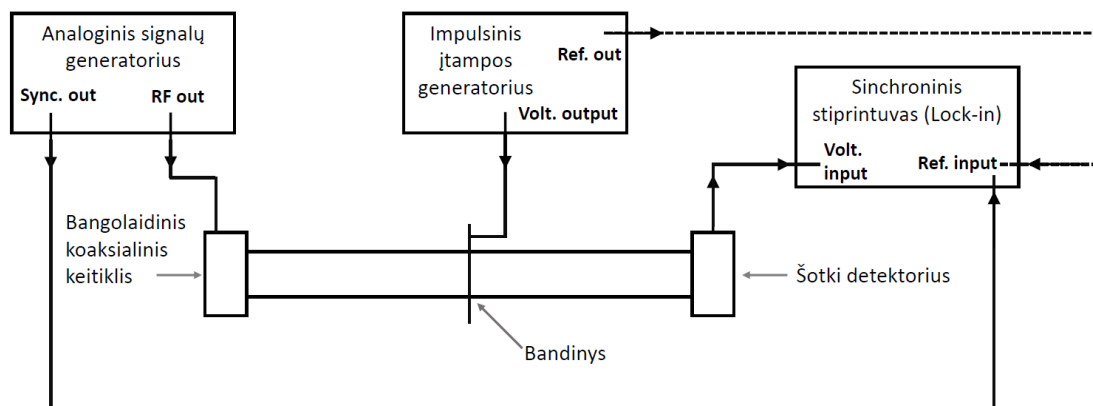 Analoginis signalų
generatorius
Sync. out
RF out
Impulsinis
įtampos
generatorius
Ref. out
Volt. output
Sinchroninis
stiprintuvas (Lock-in)
Volt.
input
Ref. input
Bangolaidinis
koaksialinis
keitiklis
Šotki detektorius
Bandinys